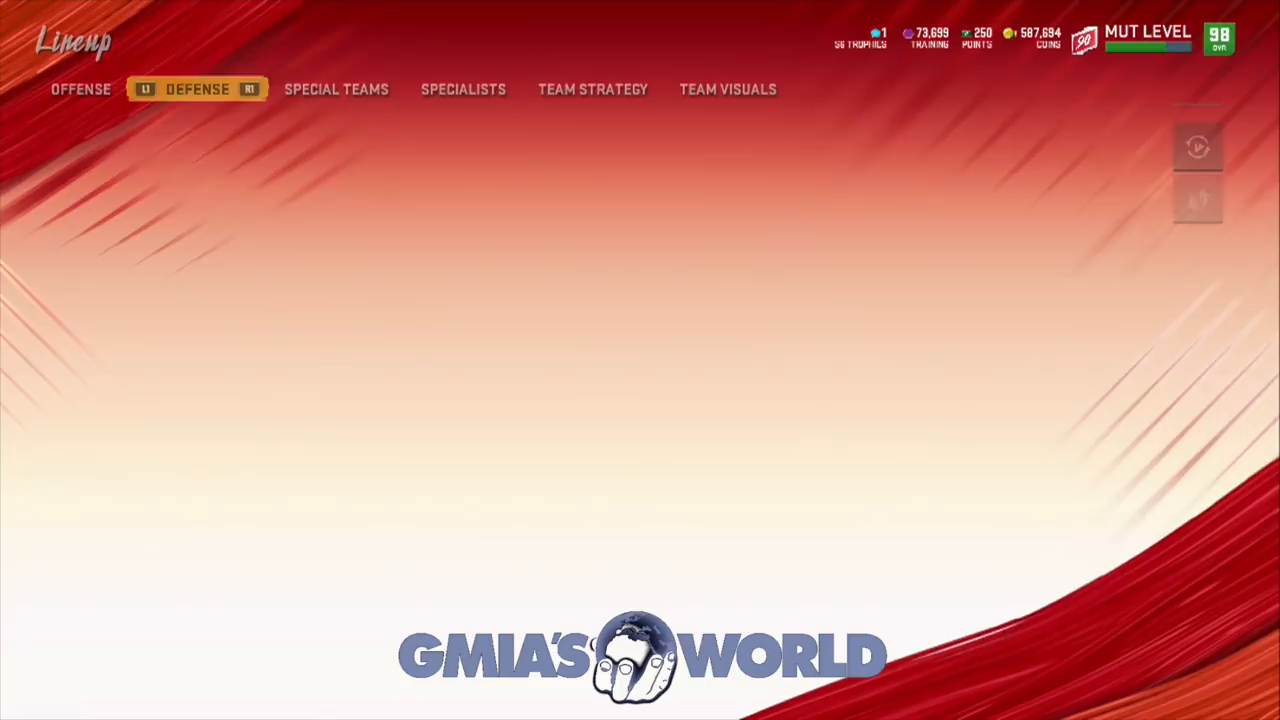 Lineup
1 73,699 250 587,694 90 MUT LEVEL 98
TRAINING POINTS COINS OVR
OFFENSE L1 DEFENSE R1 SPECIAL TEAMS SPECIALISTS TEAM STRATEGY TEAM VISUALS
GMIA'S WORLD